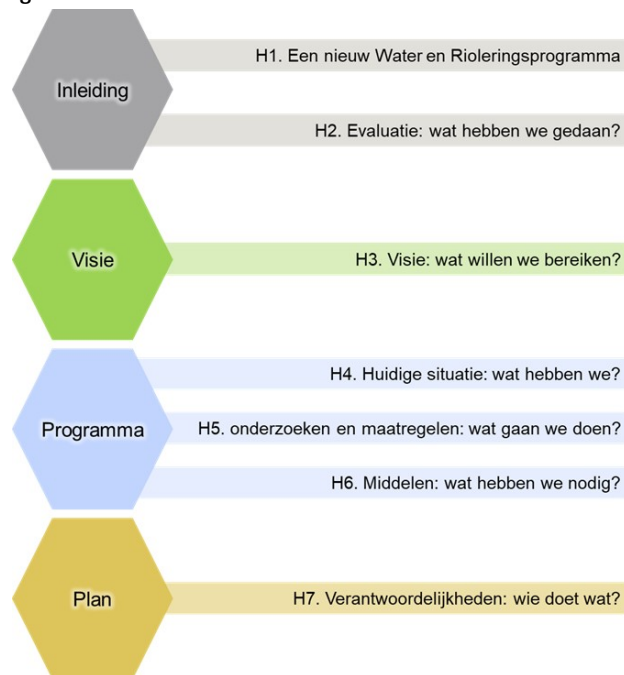 H1. Een nieuw Water en Rioleringsprogramma
Inleiding
H2. Evaluatie: wat hebben we gedaan?
Visie
H3. Visie: wat willen we bereiken?
H4. Huidige situatie: wat hebben we?
Programma
H5. onderzoeken en maatregelen: wat gaan we doen?
H6. Middelen: wat hebben we nodig?
Plan
H7. Verantwoordelijkheden: wie doet wat?